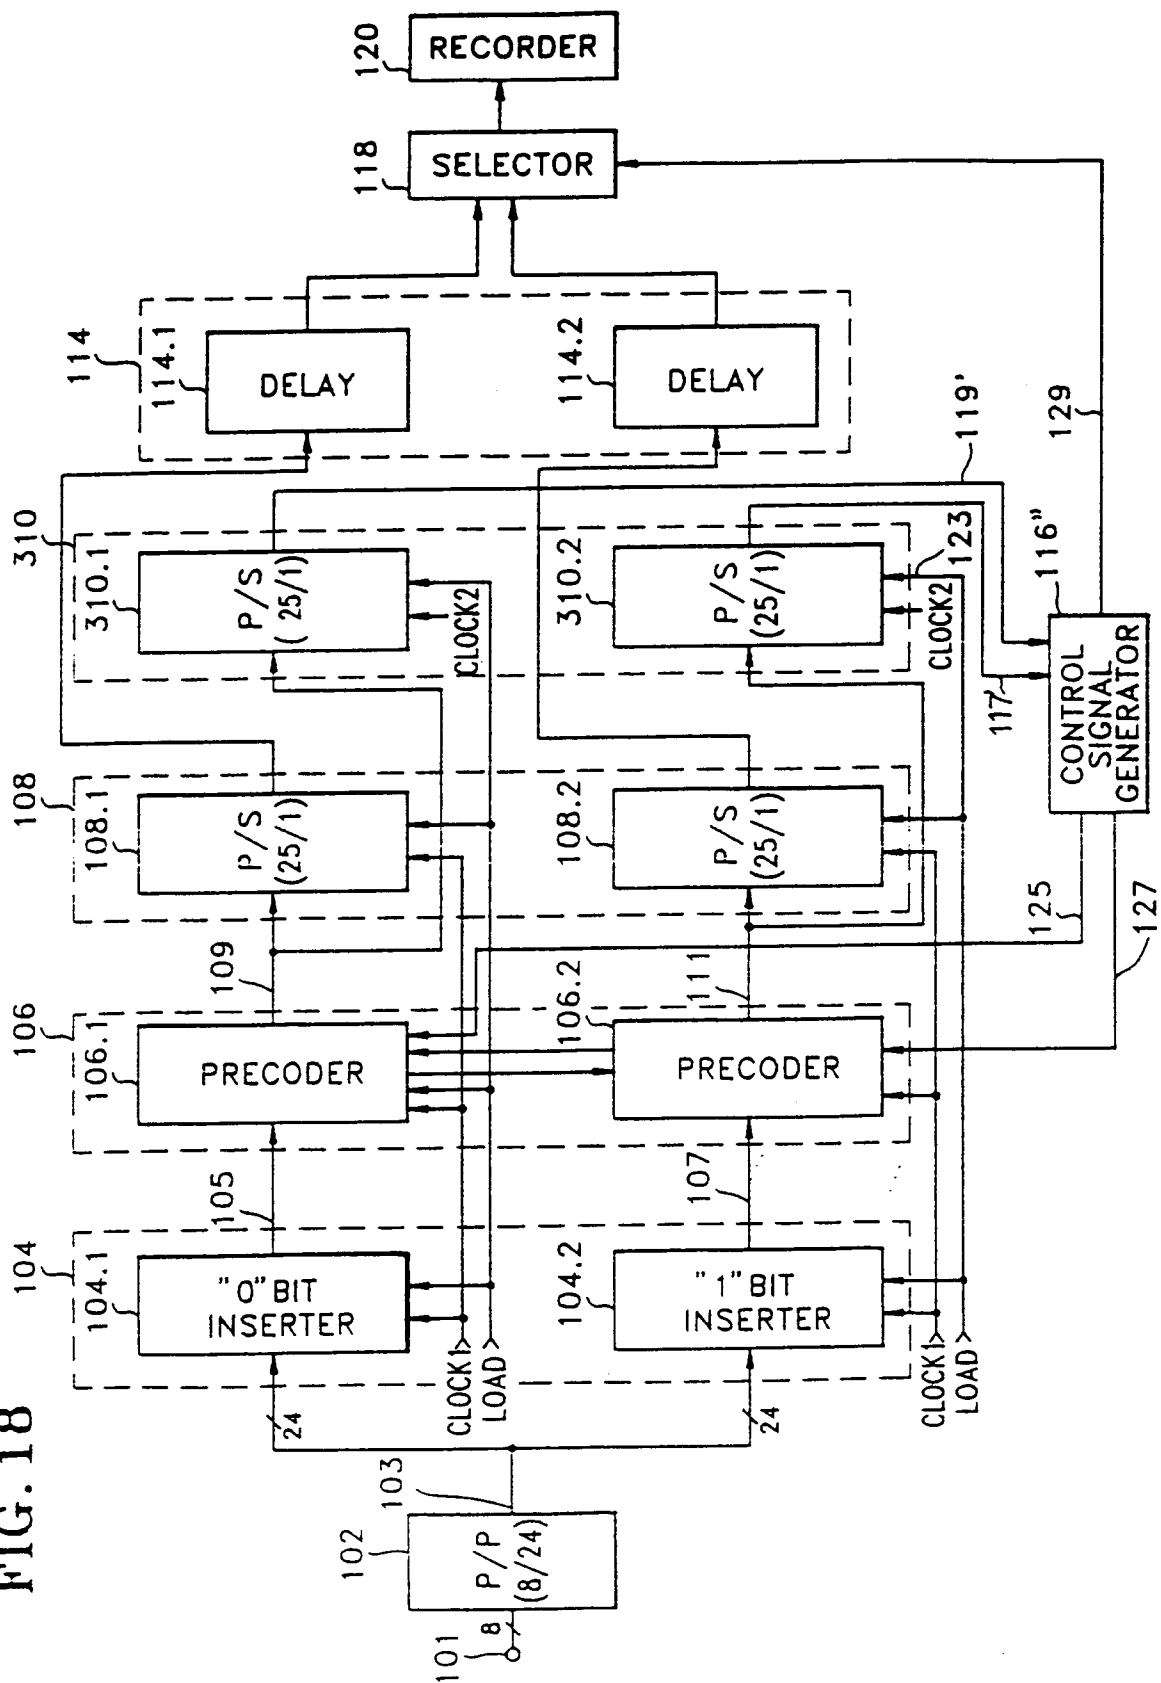 FIG. 18
101
8
102
P/P
(8/24)
103
24
24
104
104.1
"0" BIT
INSERTER
104.2
"1" BIT
INSERTER
CLOCK1
LOAD
CLOCK1
LOAD
105
107
106
106.1
PRECODER
106.2
PRECODER
109
111
108
108.1
P/S
(25/1)
108.2
P/S
(25/1)
125
127
310
310.1
P/S
(25/1)
CLOCK2
310.2
P/S
(25/1)
CLOCK2
123
117
119'
116"
CONTROL
SIGNAL
GENERATOR
129
114
114.1
DELAY
114.2
DELAY
118
SELECTOR
120
RECORDER